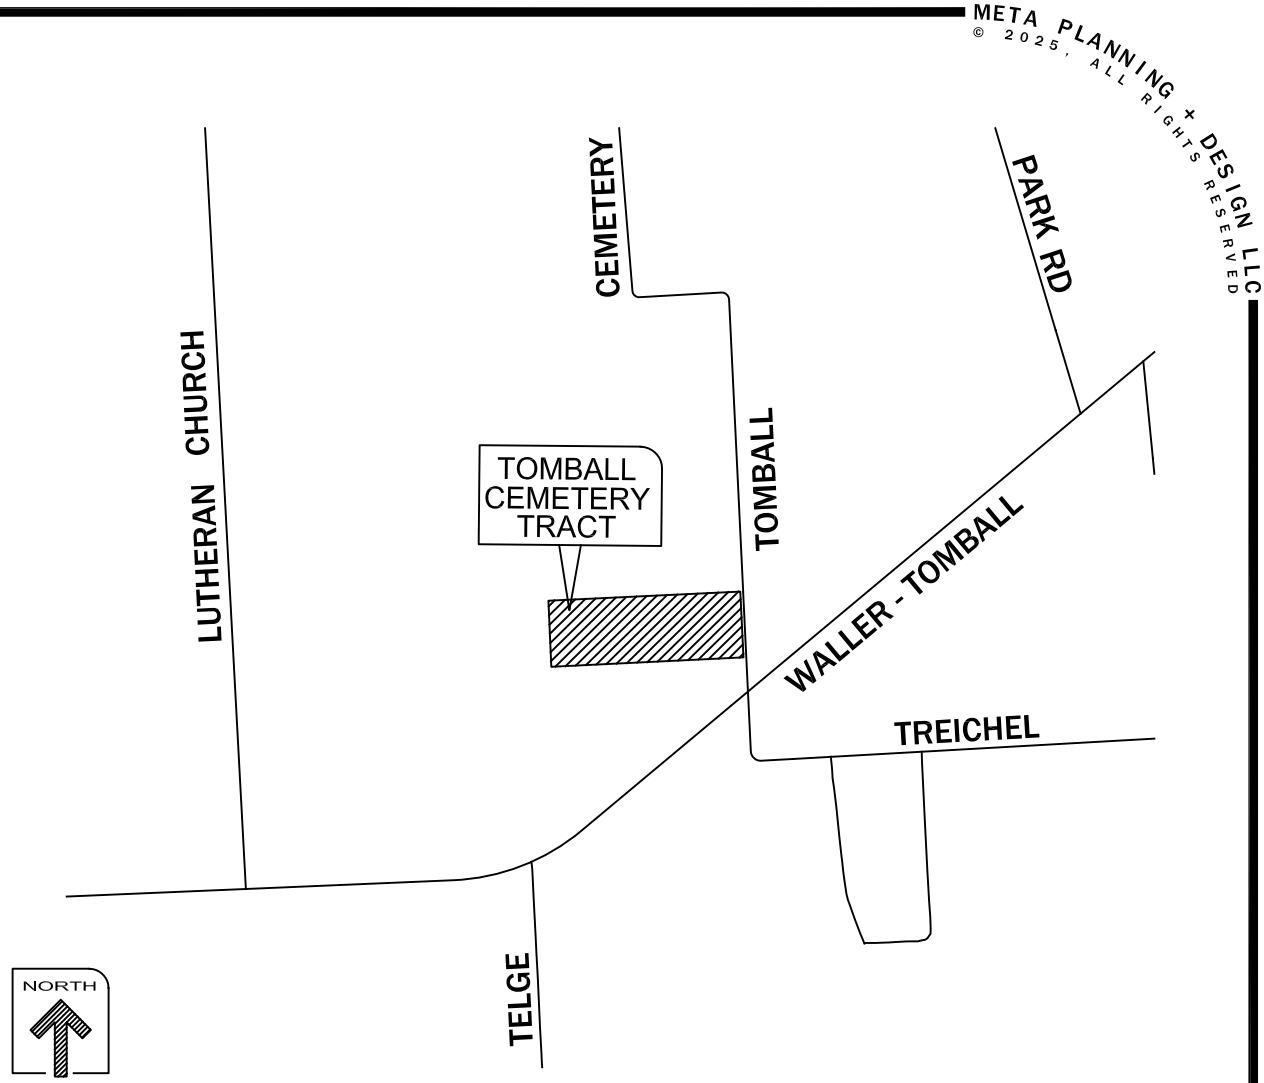 META PLANNING + DESIGN LLC
© 2025, ALL RIGHTS RESERVED
CEMETERY
PARK RD
LUTHERAN CHURCH
TOMBALL
TOMBALL
CEMETERY
TRACT
WALLER - TOMBALL
TREICHEL
TELGE
NORTH